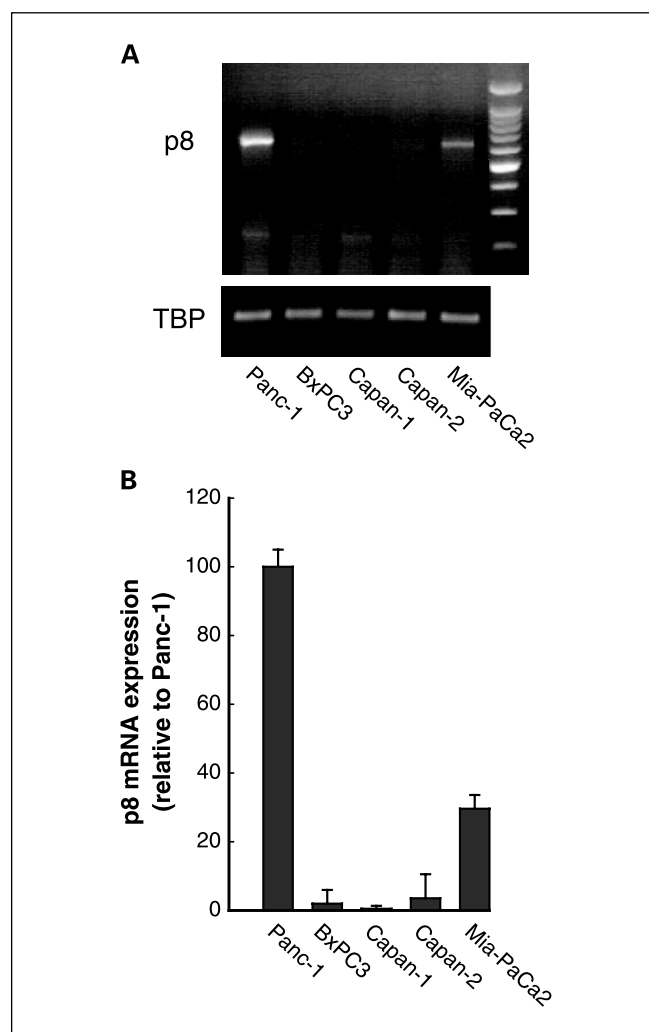 A
p8
TBP
Panc-1
BxPC3
Capan-1
Capan-2
Mia-PaCa2
B
p8 mRNA expression
(relative to Panc-1)
120
100
80
60
40
20
0
Panc-1
BxPC3
Capan-1
Capan-2
Mia-PaCa2